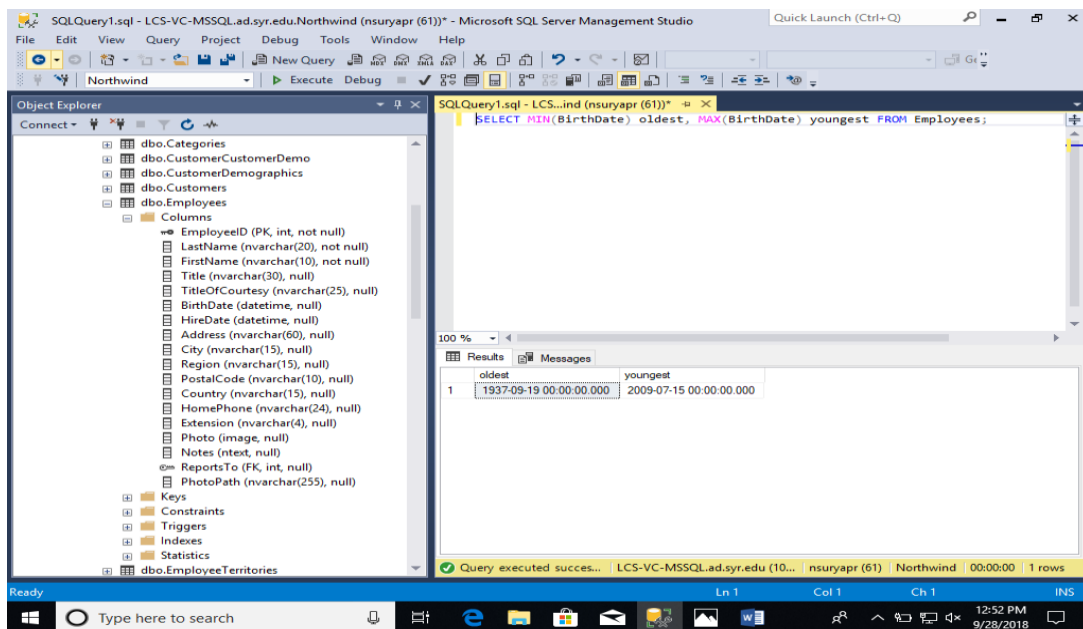 SQLQuery1.sql - LCS-VC-MSSQL.ad.syr.edu.Northwind (nsuryapr (61))* - Microsoft SQL Server Management Studio
Quick Launch (Ctrl+Q)
File Edit View Query Project Debug Tools Window Help
New Query
Northwind
Execute Debug
Object Explorer
Connect
dbo.Categories
dbo.CustomerCustomerDemo
dbo.CustomerDemographics
dbo.Customers
dbo.Employees
Columns
EmployeeID (PK, int, not null)
LastName (nvarchar(20), not null)
FirstName (nvarchar(10), not null)
Title (nvarchar(30), null)
TitleOfCourtesy (nvarchar(25), null)
BirthDate (datetime, null)
HireDate (datetime, null)
Address (nvarchar(60), null)
City (nvarchar(15), null)
Region (nvarchar(15), null)
PostalCode (nvarchar(10), null)
Country (nvarchar(15), null)
HomePhone (nvarchar(24), null)
Extension (nvarchar(4), null)
Photo (image, null)
Notes (ntext, null)
ReportsTo (FK, int, null)
PhotoPath (nvarchar(255), null)
Keys
Constraints
Triggers
Indexes
Statistics
dbo.EmployeeTerritories
SQLQuery1.sql - LCS...ind (nsuryapr (61))*
SELECT MIN(BirthDate) oldest, MAX(BirthDate) youngest FROM Employees;
100 %
Results Messages
oldest youngest
1 1937-09-19 00:00:00.000 2009-07-15 00:00:00.000
Query executed succes... LCS-VC-MSSQL.ad.syr.edu (10... nsuryapr (61) Northwind 00:00:00 1 rows
Ready Ln 1 Col 1 Ch 1 INS
Type here to search
12:52 PM
9/28/2018